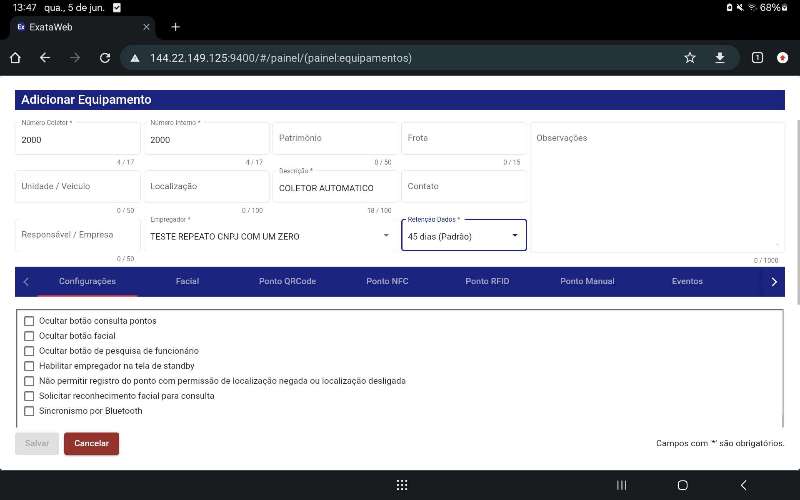 13:47 qua., 5 de jun.
68%
Ex ExataWeb
144.22.149.125:9400/#/painel/(painel:equipamentos)
1
Adicionar Equipamento
Número Coletor *
2000
4 / 17
Número Interno *
2000
4 / 17
Patrimônio
0 / 50
Frota
0 / 15
Observações
0 / 1000
Unidade / Veículo
0 / 50
Localização
0 / 100
Descrição *
COLETOR AUTOMATICO
18 / 100
Contato
Responsável / Empresa
0 / 50
Empregador *
TESTE REPEATO CNPJ COM UM ZERO
Retenção Dados *
45 dias (Padrão)
Configurações
Facial
Ponto QRCode
Ponto NFC
Ponto RFID
Ponto Manual
Eventos
Ocultar botão consulta pontos
Ocultar botão facial
Ocultar botão de pesquisa de funcionário
Habilitar empregador na tela de standby
Não permitir registro do ponto com permissão de localização negada ou localização desligada
Solicitar reconhecimento facial para consulta
Sincronismo por Bluetooth
Salvar
Cancelar
Campos com '*' são obrigatórios.